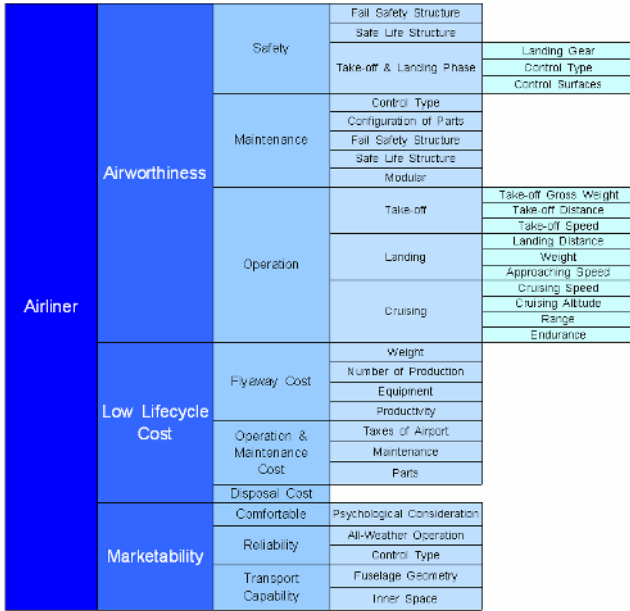 Airliner
Airworthiness
Safety
Fail Safety Structure
Safe Life Structure
Take-off & Landing Phase
Landing Gear
Control Type
Control Surfaces
Maintenance
Control Type
Configuration of Parts
Fail Safety Structure
Safe Life Structure
Modular
Operation
Take-off
Take-off Gross Weight
Take-off Distance
Take-off Speed
Landing
Landing Distance
Weight
Approaching Speed
Cruising
Cruising Speed
Cruising Altitude
Range
Endurance
Low Lifecycle
Cost
Flyaway Cost
Weight
Number of Production
Equipment
Productivity
Operation &
Maintenance
Cost
Taxes of Airport
Maintenance
Parts
Disposal Cost
Marketability
Comfortable
Psychological Consideration
Reliability
All-Weather Operation
Control Type
Transport
Capability
Fuselage Geometry
Inner Space